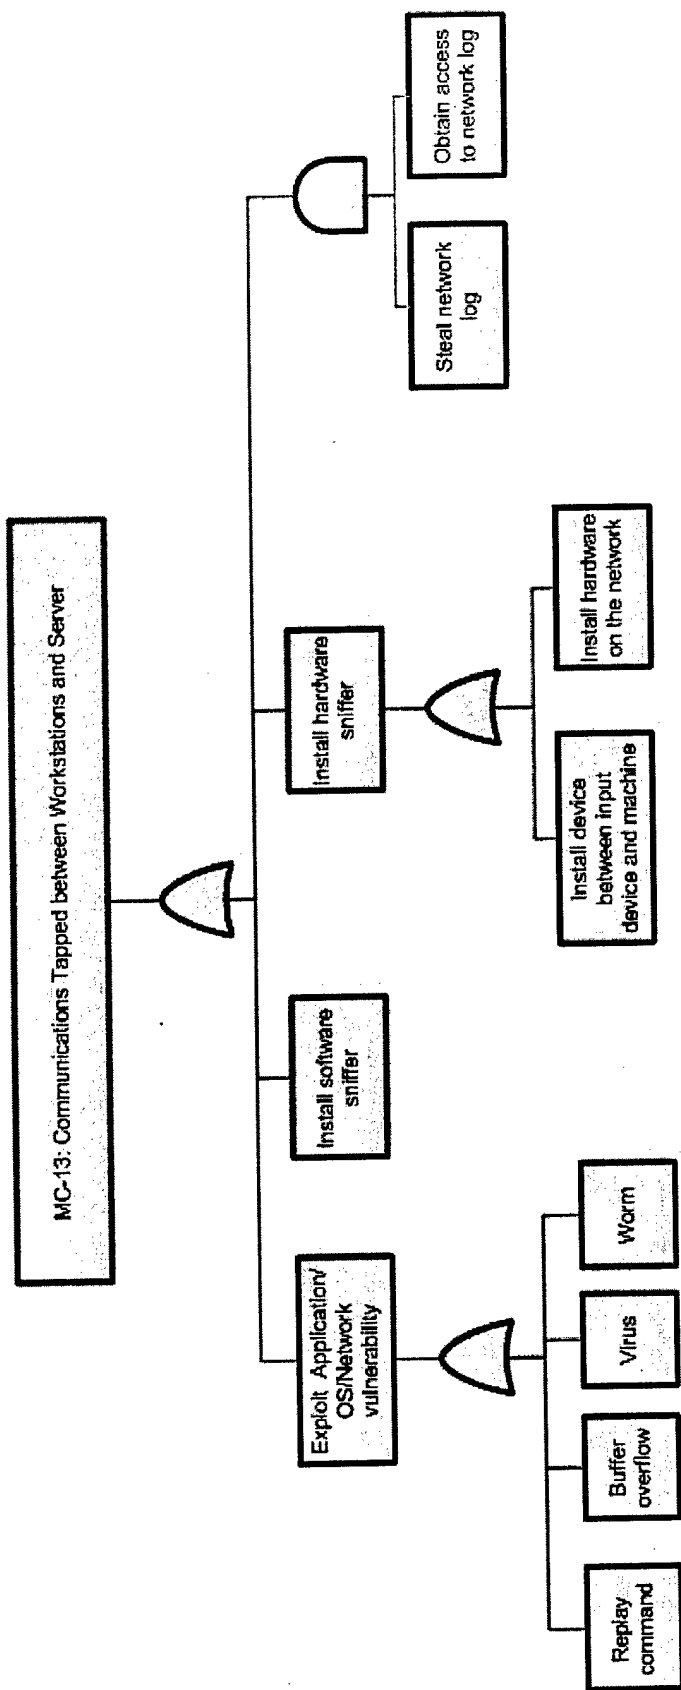 MC-13: Communications Tapped between Workstations and Server
Exploit Application/
OS/Network
vulnerability
Install software
sniffer
Install hardware
sniffer
Replay
command
Buffer
overflow
Virus
Worm
Install device
between input
device and machine
Install hardware
on the network
Steal network
log
Obtain access
to network log